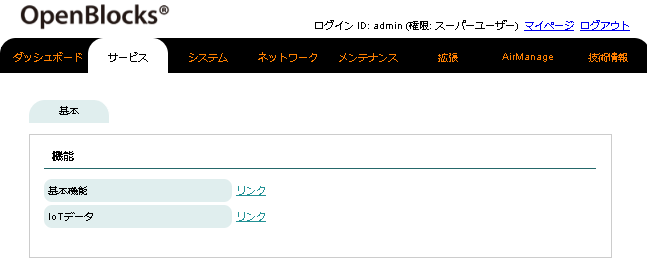 OpenBlocks®
ログイン ID: admin (権限: スーパーユーザー) マイページ ログアウト
ダッシュボード サービス システム ネットワーク メンテナンス 拡張 AirManage 技術情報
基本
機能
基本機能 リンク
IoTデータ リンク